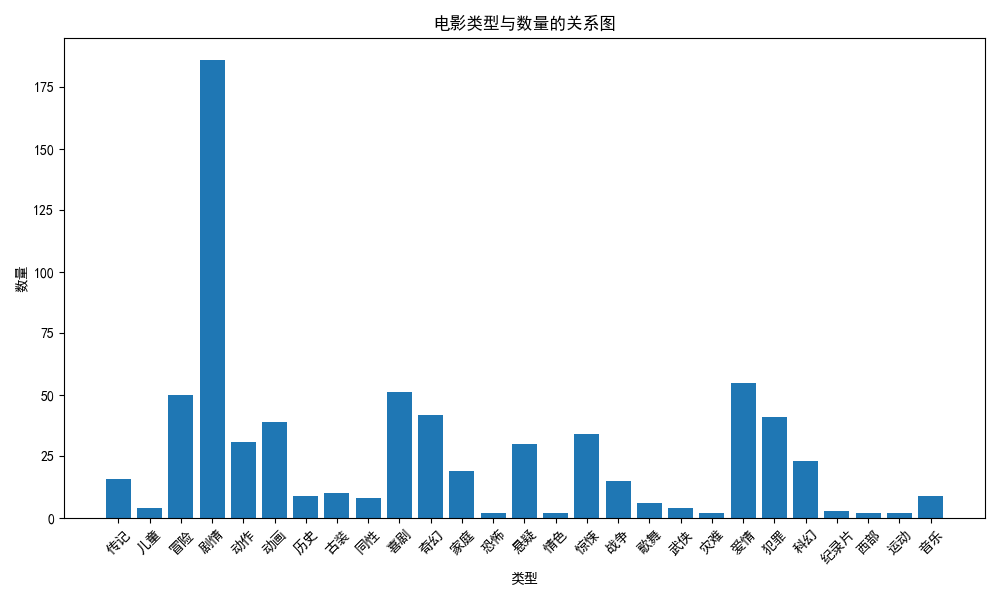 电影类型与数量的关系图
175
150
125
100
75
50
25
0
数量
传记
儿童
冒险
剧情
动作
动画
历史
古装
同性
喜剧
奇幻
家庭
恐怖
悬疑
情色
惊悚
战争
歌舞
武侠
灾难
爱情
犯罪
科幻
纪录片
西部
运动
音乐
类型